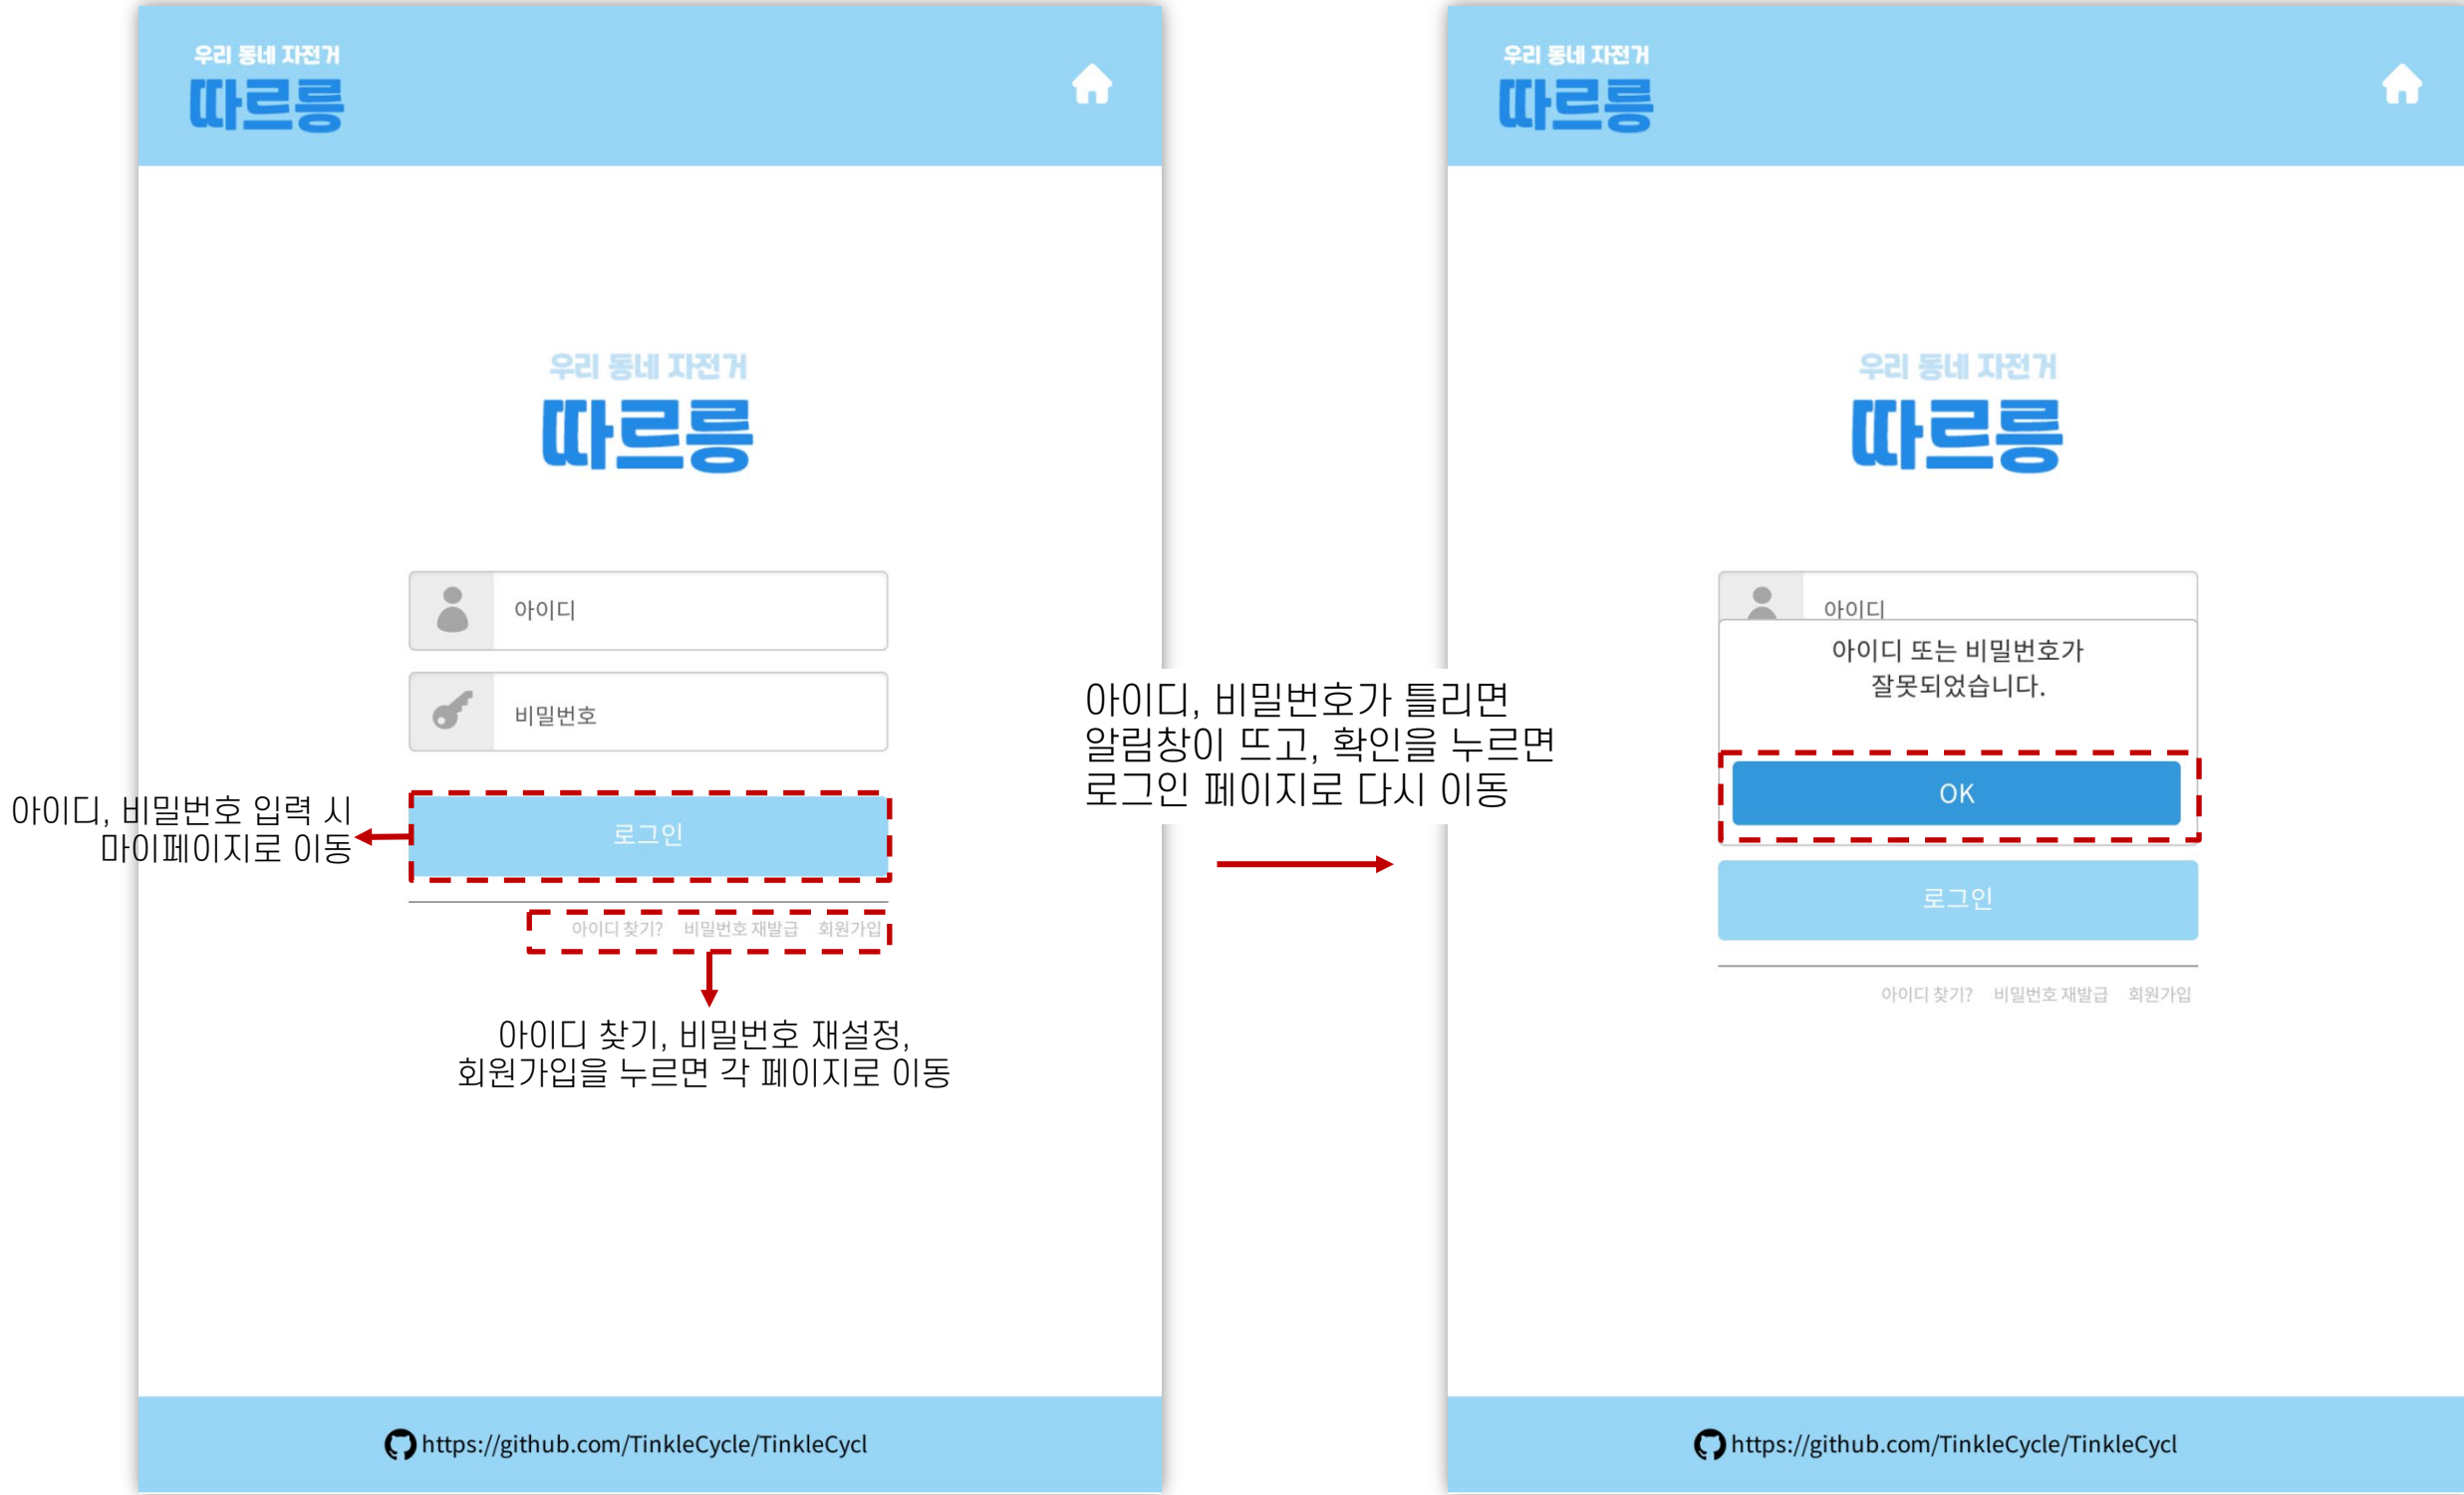 우리 동네 자전거
따르릉
우리 동네 자전거
따르릉
아이디
비밀번호
로그인
아이디, 비밀번호 입력 시
마이페이지로 이동
아이디 찾기? 비밀번호 재발급 회원가입
아이디 찾기, 비밀번호 재설정,
회원가입을 누르면 각 페이지로 이동
https://github.com/TinkleCycle/TinkleCycl
아이디, 비밀번호가 틀리면
알림창이 뜨고, 확인을 누르면
로그인 페이지로 다시 이동
우리 동네 자전거
따르릉
우리 동네 자전거
따르릉
아이디
아이디 또는 비밀번호가
잘못되었습니다.
OK
로그인
아이디 찾기? 비밀번호 재발급 회원가입
https://github.com/TinkleCycle/TinkleCycl